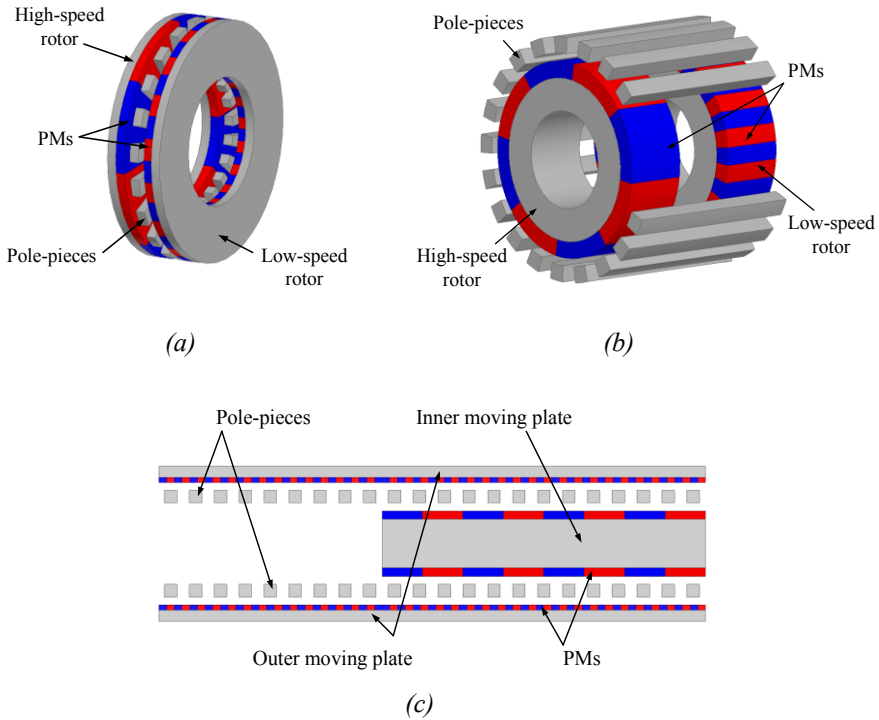 High-speed
rotor
PMs
Pole-pieces
Low-speed
rotor
(a)
Pole-pieces
PMs
High-speed
rotor
Low-speed
rotor
(b)
Pole-pieces
Inner moving plate
Outer moving plate
PMs
(c)